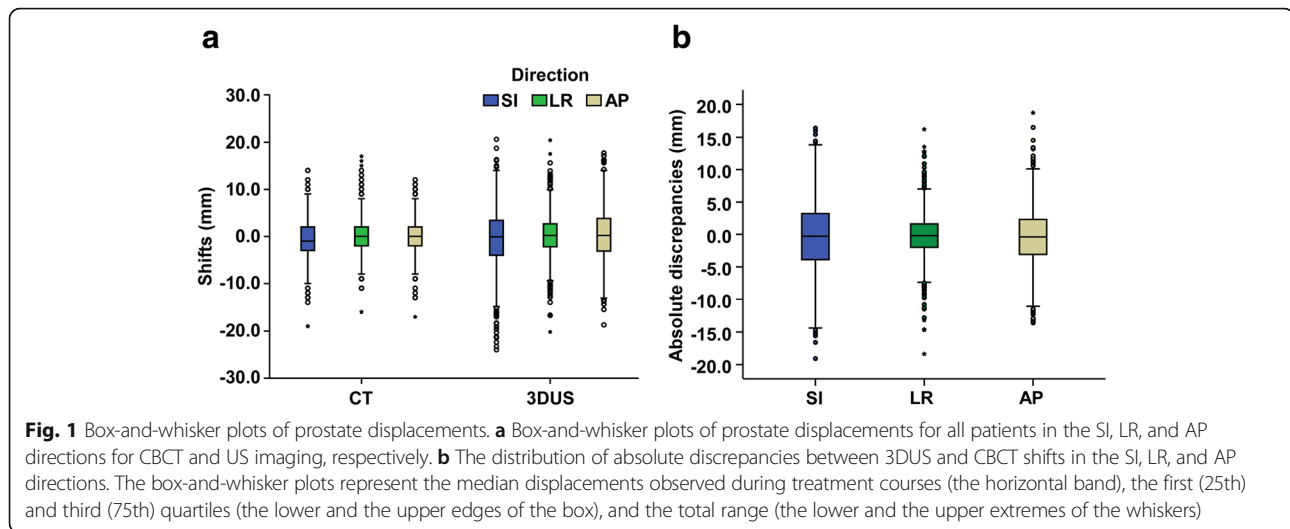 a
b
Direction
SI LR AP
30.0
20.0
10.0
0.0
-10.0
-20.0
-30.0
Shifts (mm)
CT 3DUS
20.0
15.0
10.0
5.0
0.0
-5.0
-10.0
-15.0
-20.0
Absolute discrepancies (mm)
SI LR AP
Fig. 1 Box-and-whisker plots of prostate displacements. a Box-and-whisker plots of prostate displacements for all patients in the SI, LR, and AP
directions for CBCT and US imaging, respectively. b The distribution of absolute discrepancies between 3DUS and CBCT shifts in the SI, LR, and AP
directions. The box-and-whisker plots represent the median displacements observed during treatment courses (the horizontal band), the first (25th)
and third (75th) quartiles (the lower and the upper edges of the box), and the total range (the lower and the upper extremes of the whiskers)